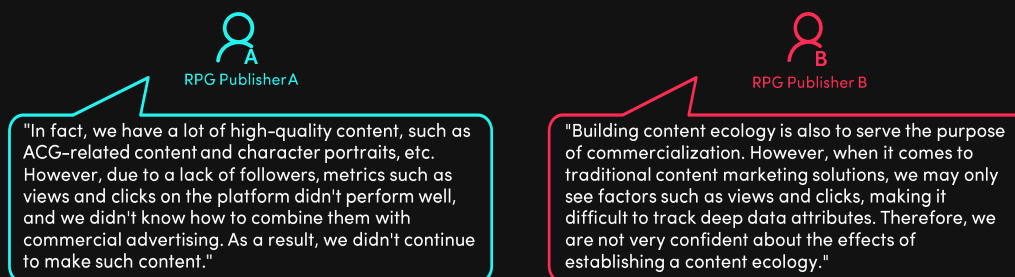 A
RPG Publisher A
"In fact, we have a lot of high-quality content, such as
ACG-related content and character portraits, etc.
However, due to a lack of followers, metrics such as
views and clicks on the platform didn't perform well,
and we didn't know how to combine them with
commercial advertising. As a result, we didn't continue
to make such content."
B
RPG Publisher B
"Building content ecology is also to serve the purpose
of commercialization. However, when it comes to
traditional content marketing solutions, we may only
see factors such as views and clicks, making it
difficult to track deep data attributes. Therefore, we
are not very confident about the effects of
establishing a content ecology."